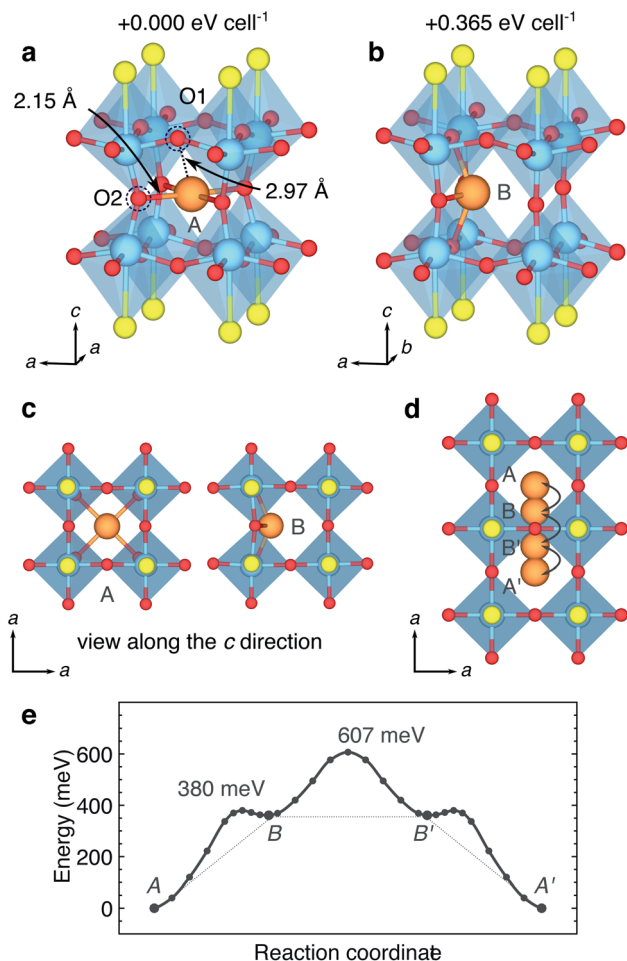 +0.000 eV cell⁻¹
+0.365 eV cell⁻¹
a
b
2.15 Å
O1
O2
2.97 Å
A
B
c
a
a
c
b
a
c
d
A
B
B'
A'
B
A
a
a
view along the c direction
a
a
e
607 meV
380 meV
600
400
200
0
Energy (meV)
A
B
B'
A'
Reaction coordinate